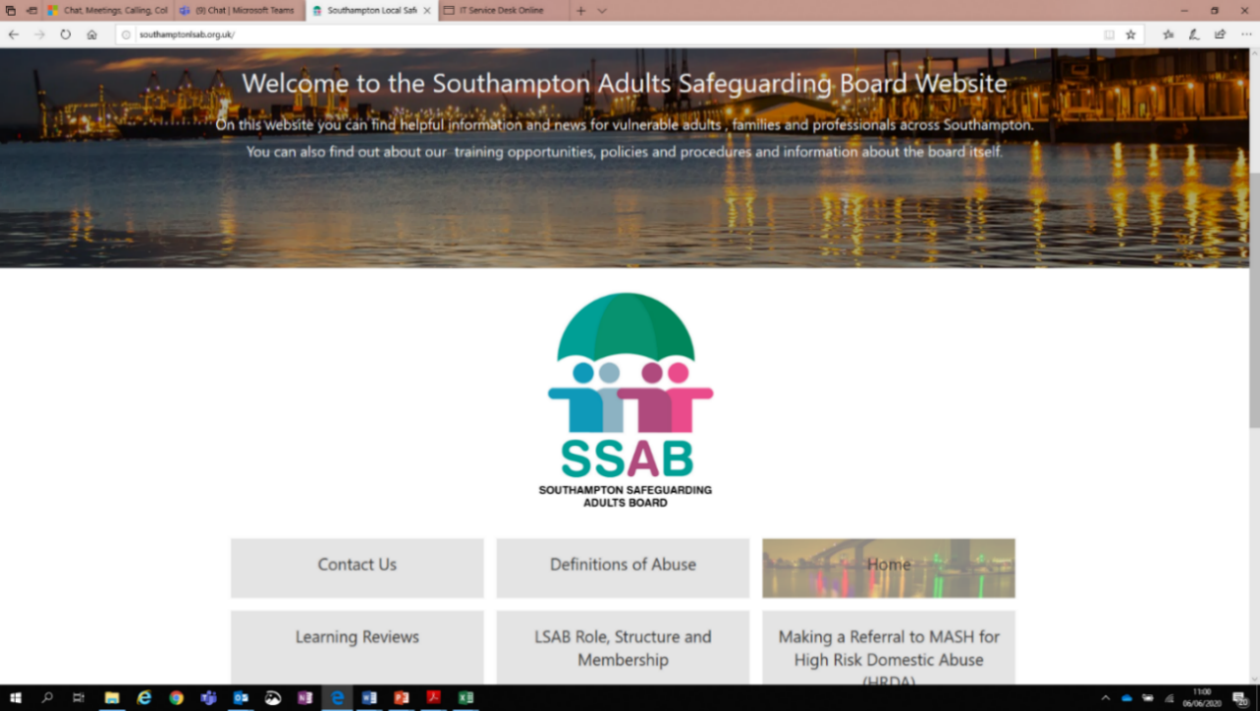 Chat, Meetings, Calling, Col
(9) Chat | Microsoft Teams
Southampton Local Saf
IT Service Desk Online
southamptonlsab.org.uk/
Welcome to the Southampton Adults Safeguarding Board Website
On this website you can find helpful information and news for vulnerable adults , families and professionals across Southampton.
You can also find out about our training opportunities, policies and procedures and information about the board itself.
SSAB
SOUTHAMPTON SAFEGUARDING
ADULTS BOARD
Contact Us
Definitions of Abuse
Home
Learning Reviews
LSAB Role, Structure and
Membership
Making a Referral to MASH for
High Risk Domestic Abuse
(HRDA)
11:00
06/06/2020